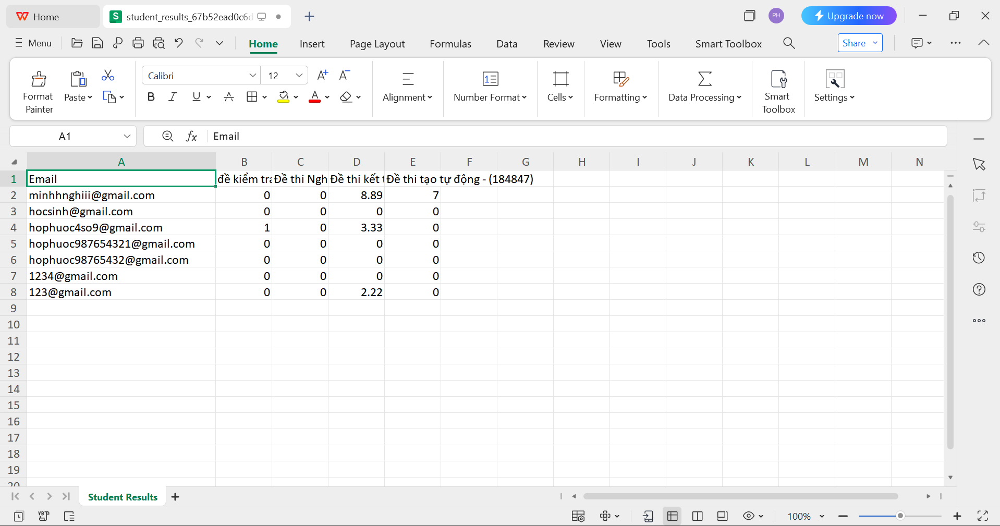 Home
student_results_67b52ead0c6d
PH
Upgrade now
Menu
Home Insert Page Layout Formulas Data Review View Tools Smart Toolbox
Share
Format Painter
Paste
Calibri 12
Alignment
Number Format
Cells
Formatting
Data Processing
Smart Toolbox
Settings
A1 fx Email
A B C D E F G H I J K L M N
1 Email đề kiểm tra Đề thi Ngh Đề thi kết t Đề thi tạo tự động - (184847)
2 minhhnghiii@gmail.com 0 0 8.89 7
3 hocsinh@gmail.com 0 0 0 0
4 hophuoc4so9@gmail.com 1 0 3.33 0
5 hophuoc987654321@gmail.com 0 0 0 0
6 hophuoc98765432@gmail.com 0 0 0 0
7 1234@gmail.com 0 0 0 0
8 123@gmail.com 0 0 2.22 0
9
10
11
12
13
14
15
16
17
18
19
20
Student Results
100%